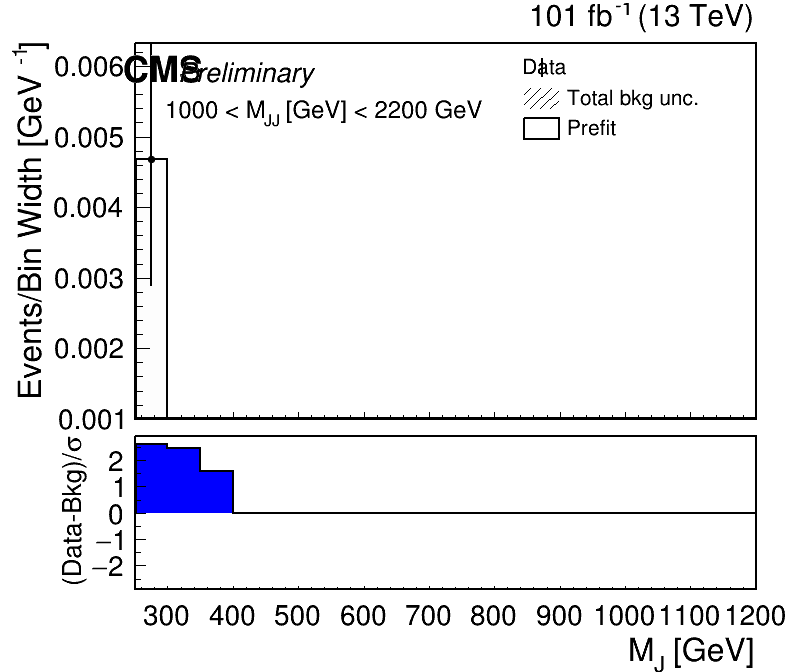 101 fb⁻¹ (13 TeV)
CMS Preliminary
1000 < M_JJ [GeV] < 2200 GeV
Data
Total bkg unc.
Prefit
Events/Bin Width [GeV⁻¹]
0.006
0.005
0.004
0.003
0.002
0.001
(Data-Bkg)/σ
2
1
0
−1
−2
300 400 500 600 700 800 900 1000 1100 1200
M_J [GeV]